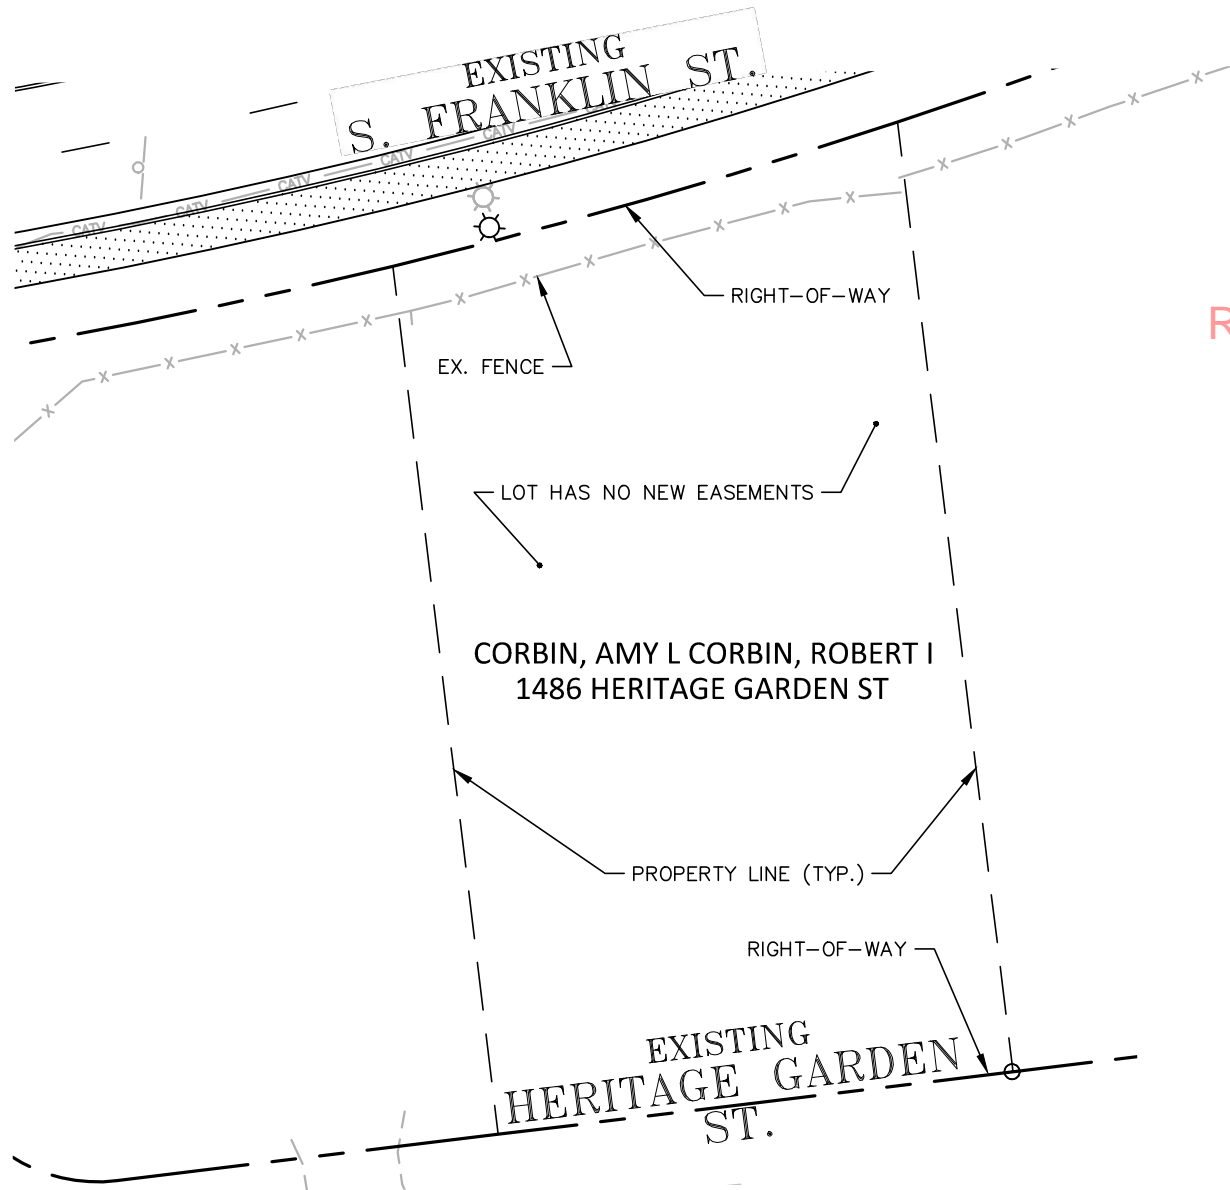 EXISTING
S. FRANKLIN ST.
CATV
CATV
CATV
CATV
CATV
RIGHT-OF-WAY
R
EX. FENCE
LOT HAS NO NEW EASEMENTS
CORBIN, AMY L CORBIN, ROBERT I
1486 HERITAGE GARDEN ST
PROPERTY LINE (TYP.)
RIGHT-OF-WAY
EXISTING
HERITAGE GARDEN
ST.